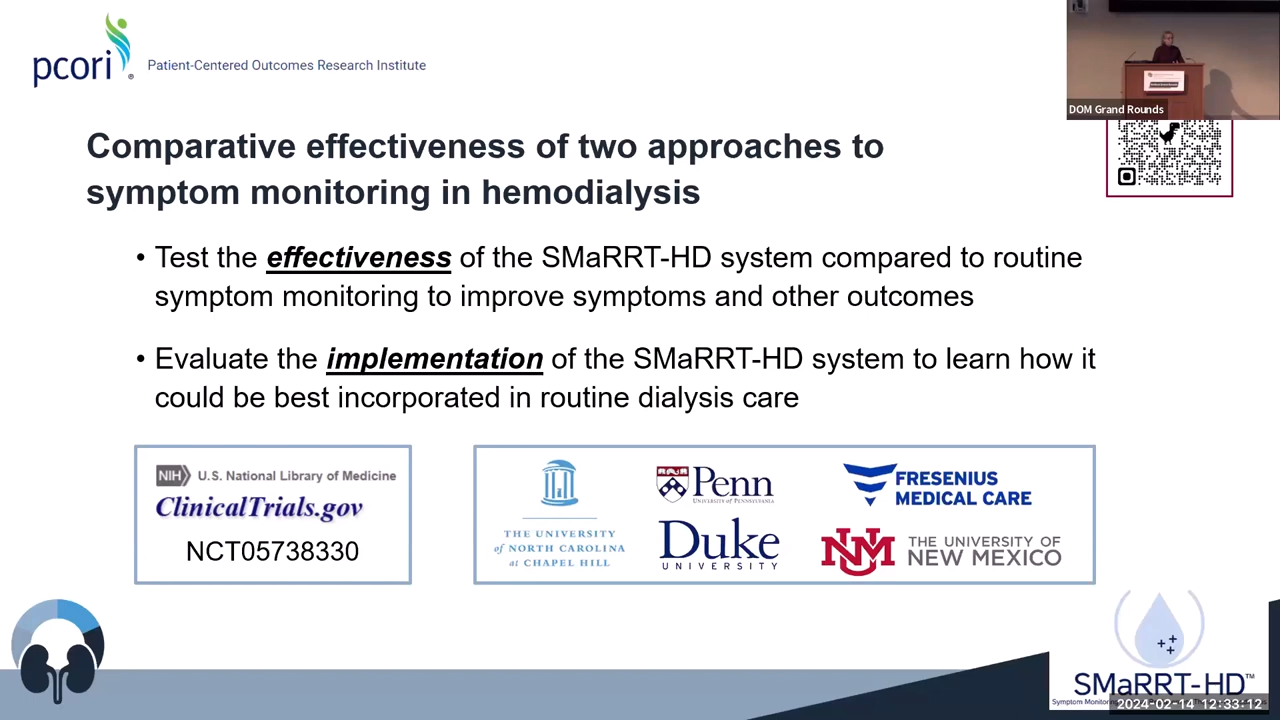 pcori
®
Patient-Centered Outcomes Research Institute
DOM Grand Rounds
Comparative effectiveness of two approaches to
symptom monitoring in hemodialysis
• Test the effectiveness of the SMaRRT-HD system compared to routine
symptom monitoring to improve symptoms and other outcomes
• Evaluate the implementation of the SMaRRT-HD system to learn how it
could be best incorporated in routine dialysis care
NIH U.S. National Library of Medicine
ClinicalTrials.gov
NCT05738330
THE UNIVERSITY
of NORTH CAROLINA
at CHAPEL HILL
Penn
UNIVERSITY of PENNSYLVANIA
Duke
UNIVERSITY
FRESENIUS
MEDICAL CARE
NM
THE UNIVERSITY OF
NEW MEXICO
SMaRRT-HD™
Symptom Monitoring
2024-02-14 12:33:12